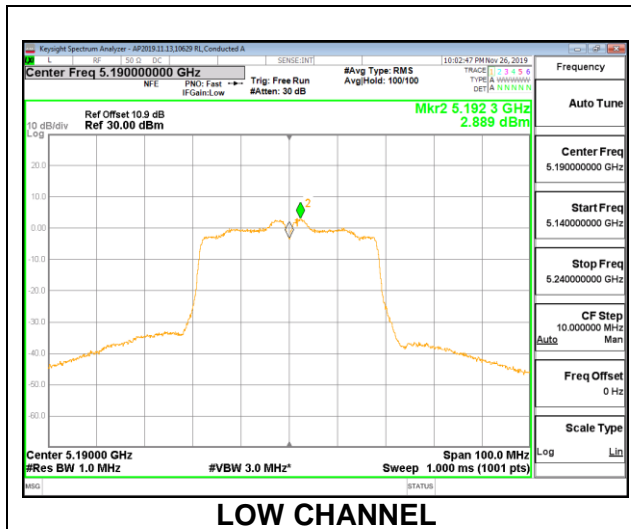 Keysight Spectrum Analyzer - AP2019.11.13,10629 RL,Conducted A
L RF 50 Ω DC SENSE:INT 10:02:47 PM Nov 26, 2019
Center Freq 5.190000000 GHz
NFE
PNO: Fast
IFGain:Low
Trig: Free Run
#Atten: 30 dB
#Avg Type: RMS
Avg|Hold: 100/100
TRACE 1 2 3 4 5 6
TYPE A WWWWW
DET A N N N N N
Ref Offset 10.9 dB
10 dB/div Ref 30.00 dBm
Log
Mkr2 5.192 3 GHz
2.889 dBm
20.0
10.0
2
0.00
-10.0
-20.0
-30.0
-40.0
-50.0
-60.0
Center 5.19000 GHz Span 100.0 MHz
#Res BW 1.0 MHz #VBW 3.0 MHz* Sweep 1.000 ms (1001 pts)
MSG STATUS
Frequency
Auto Tune
Center Freq
5.190000000 GHz
Start Freq
5.140000000 GHz
Stop Freq
5.240000000 GHz
CF Step
10.000000 MHz
Auto Man
Freq Offset
0 Hz
Scale Type
Log Lin
LOW CHANNEL